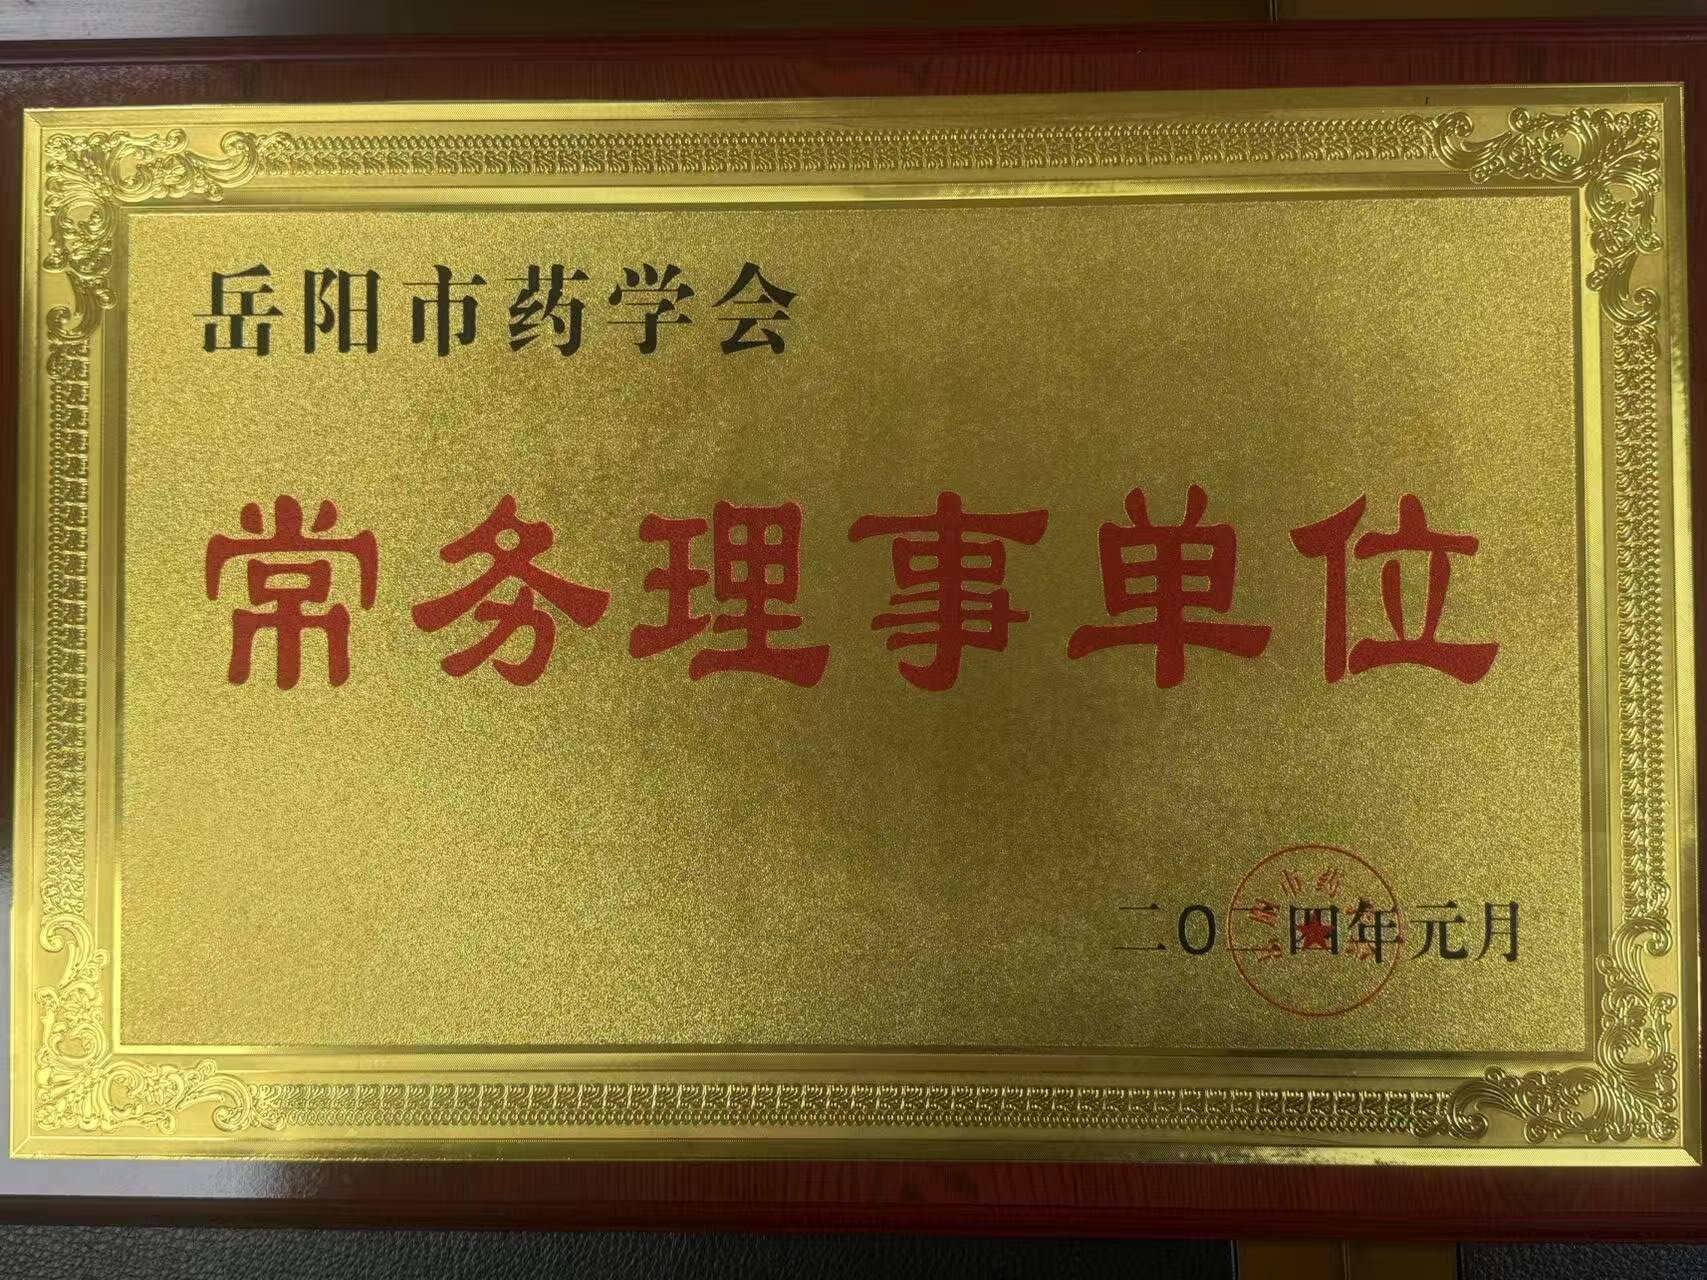 岳阳市药学会
常务理事单位
二〇二四年元月